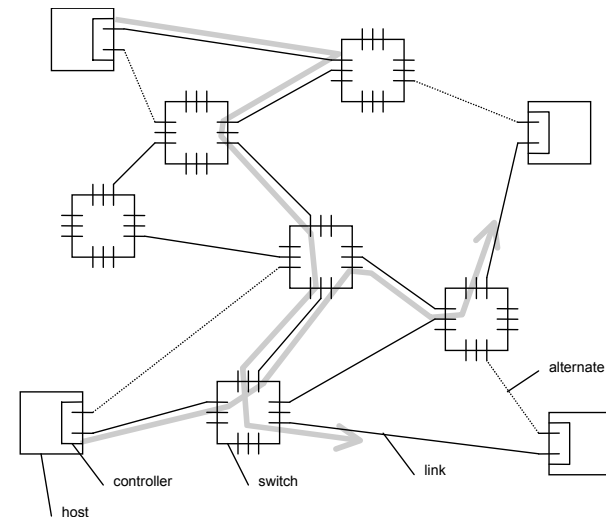 alternate
link
controller
switch
host